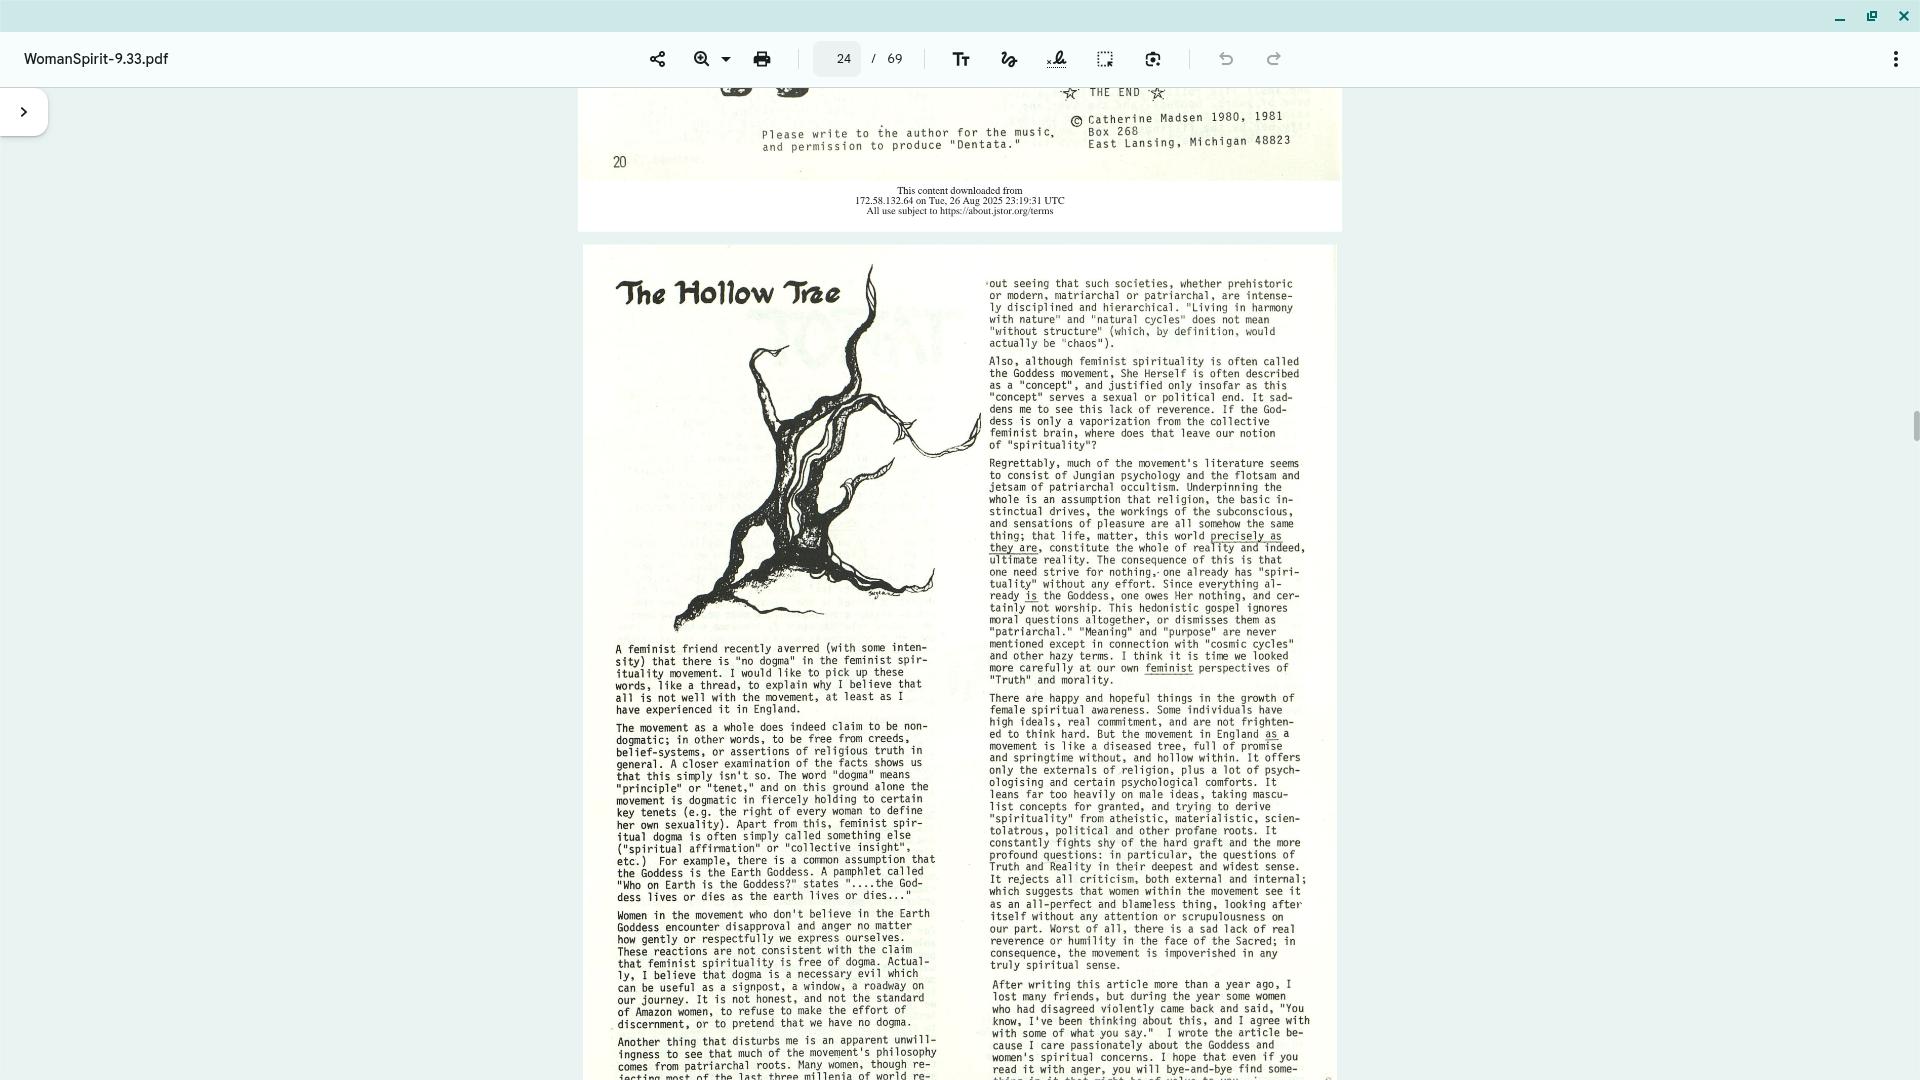 WomanSpirit-9.33.pdf
24 / 69
THE END
Please write to the author for the music,
and permission to produce "Dentata."
© Catherine Madsen 1980, 1981
Box 268
East Lansing, Michigan 48823
20
This content downloaded from
172.58.132.64 on Tue, 26 Aug 2025 23:19:31 UTC
All use subject to https://about.jstor.org/terms
The Hollow Tree
A feminist friend recently averred (with some inten-
sity) that there is "no dogma" in the feminist spir-
ituality movement. I would like to pick up these
words, like a thread, to explain why I believe that
all is not well with the movement, at least as I
have experienced it in England.
The movement as a whole does indeed claim to be non-
dogmatic; in other words, to be free from creeds,
belief-systems, or assertions of religious truth in
general. A closer examination of the facts shows us
that this simply isn't so. The word "dogma" means
"principle" or "tenet," and on this ground alone the
movement is dogmatic in fiercely holding to certain
key tenets (e.g. the right of every woman to define
her own sexuality). Apart from this, feminist spir-
itual dogma is often simply called something else
("spiritual affirmation" or "collective insight",
etc.) For example, there is a common assumption that
the Goddess is the Earth Goddess. A pamphlet called
"Who on Earth is the Goddess?" states "....the God-
dess lives or dies as the earth lives or dies..."
Women in the movement who don't believe in the Earth
Goddess encounter disapproval and anger no matter
how gently or respectfully we express ourselves.
These reactions are not consistent with the claim
that feminist spirituality is free of dogma. Actual-
ly, I believe that dogma is a necessary evil which
can be useful as a signpost, a window, a roadway on
our journey. It is not honest, and not the standard
of Amazon women, to refuse to make the effort of
discernment, or to pretend that we have no dogma.
Another thing that disturbs me is an apparent unwill-
ingness to see that much of the movement's philosophy
comes from patriarchal roots. Many women, though re-
jecting most of the last three millenia of world re-
out seeing that such societies, whether prehistoric
or modern, matriarchal or patriarchal, are intense-
ly disciplined and hierarchical. "Living in harmony
with nature" and "natural cycles" does not mean
"without structure" (which, by definition, would
actually be "chaos").
Also, although feminist spirituality is often called
the Goddess movement, She Herself is often described
as a "concept", and justified only insofar as this
"concept" serves a sexual or political end. It sad-
dens me to see this lack of reverence. If the God-
dess is only a vaporization from the collective
feminist brain, where does that leave our notion
of "spirituality"?
Regrettably, much of the movement's literature seems
to consist of Jungian psychology and the flotsam and
jetsam of patriarchal occultism. Underpinning the
whole is an assumption that religion, the basic in-
stinctual drives, the workings of the subconscious,
and sensations of pleasure are all somehow the same
thing; that life, matter, this world precisely as
they are, constitute the whole of reality and indeed,
ultimate reality. The consequence of this is that
one need strive for nothing, one already has "spiri-
tuality" without any effort. Since everything al-
ready is the Goddess, one owes Her nothing, and cer-
tainly not worship. This hedonistic gospel ignores
moral questions altogether, or dismisses them as
"patriarchal." "Meaning" and "purpose" are never
mentioned except in connection with "cosmic cycles"
and other hazy terms. I think it is time we looked
more carefully at our own feminist perspectives of
"Truth" and morality.
There are happy and hopeful things in the growth of
female spiritual awareness. Some individuals have
high ideals, real commitment, and are not frighten-
ed to think hard. But the movement in England as a
movement is like a diseased tree, full of promise
and springtime without, and hollow within. It offers
only the externals of religion, plus a lot of psych-
ologising and certain psychological comforts. It
leans far too heavily on male ideas, taking mascu-
list concepts for granted, and trying to derive
"spirituality" from atheistic, materialistic, scien-
tolatrous, political and other profane roots. It
constantly fights shy of the hard graft and the more
profound questions: in particular, the questions of
Truth and Reality in their deepest and widest sense.
It rejects all criticism, both external and internal;
which suggests that women within the movement see it
as an all-perfect and blameless thing, looking after
itself without any attention or scrupulousness on
our part. Worst of all, there is a sad lack of real
reverence or humility in the face of the Sacred; in
consequence, the movement is impoverished in any
truly spiritual sense.
After writing this article more than a year ago, I
lost many friends, but during the year some women
who had disagreed violently came back and said, "You
know, I've been thinking about this, and I agree with
with some of what you say." I wrote the article be-
cause I care passionately about the Goddess and
women's spiritual concerns. I hope that even if you
read it with anger, you will bye-and-bye find some-